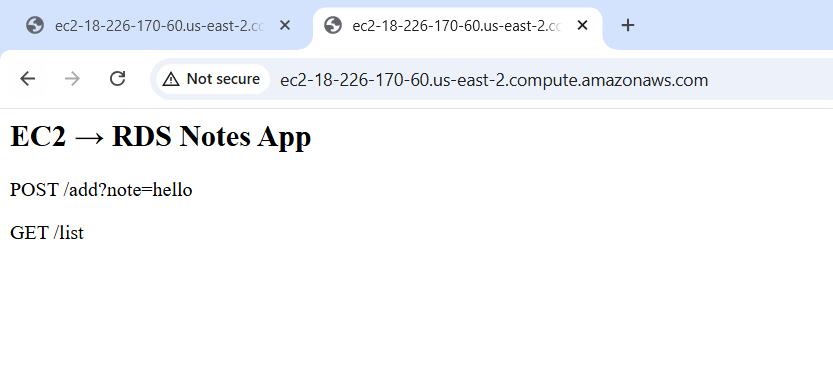 ec2-18-226-170-60.us-east-2.cc
ec2-18-226-170-60.us-east-2.cc
Not secure
ec2-18-226-170-60.us-east-2.compute.amazonaws.com
EC2 → RDS Notes App
POST /add?note=hello
GET /list